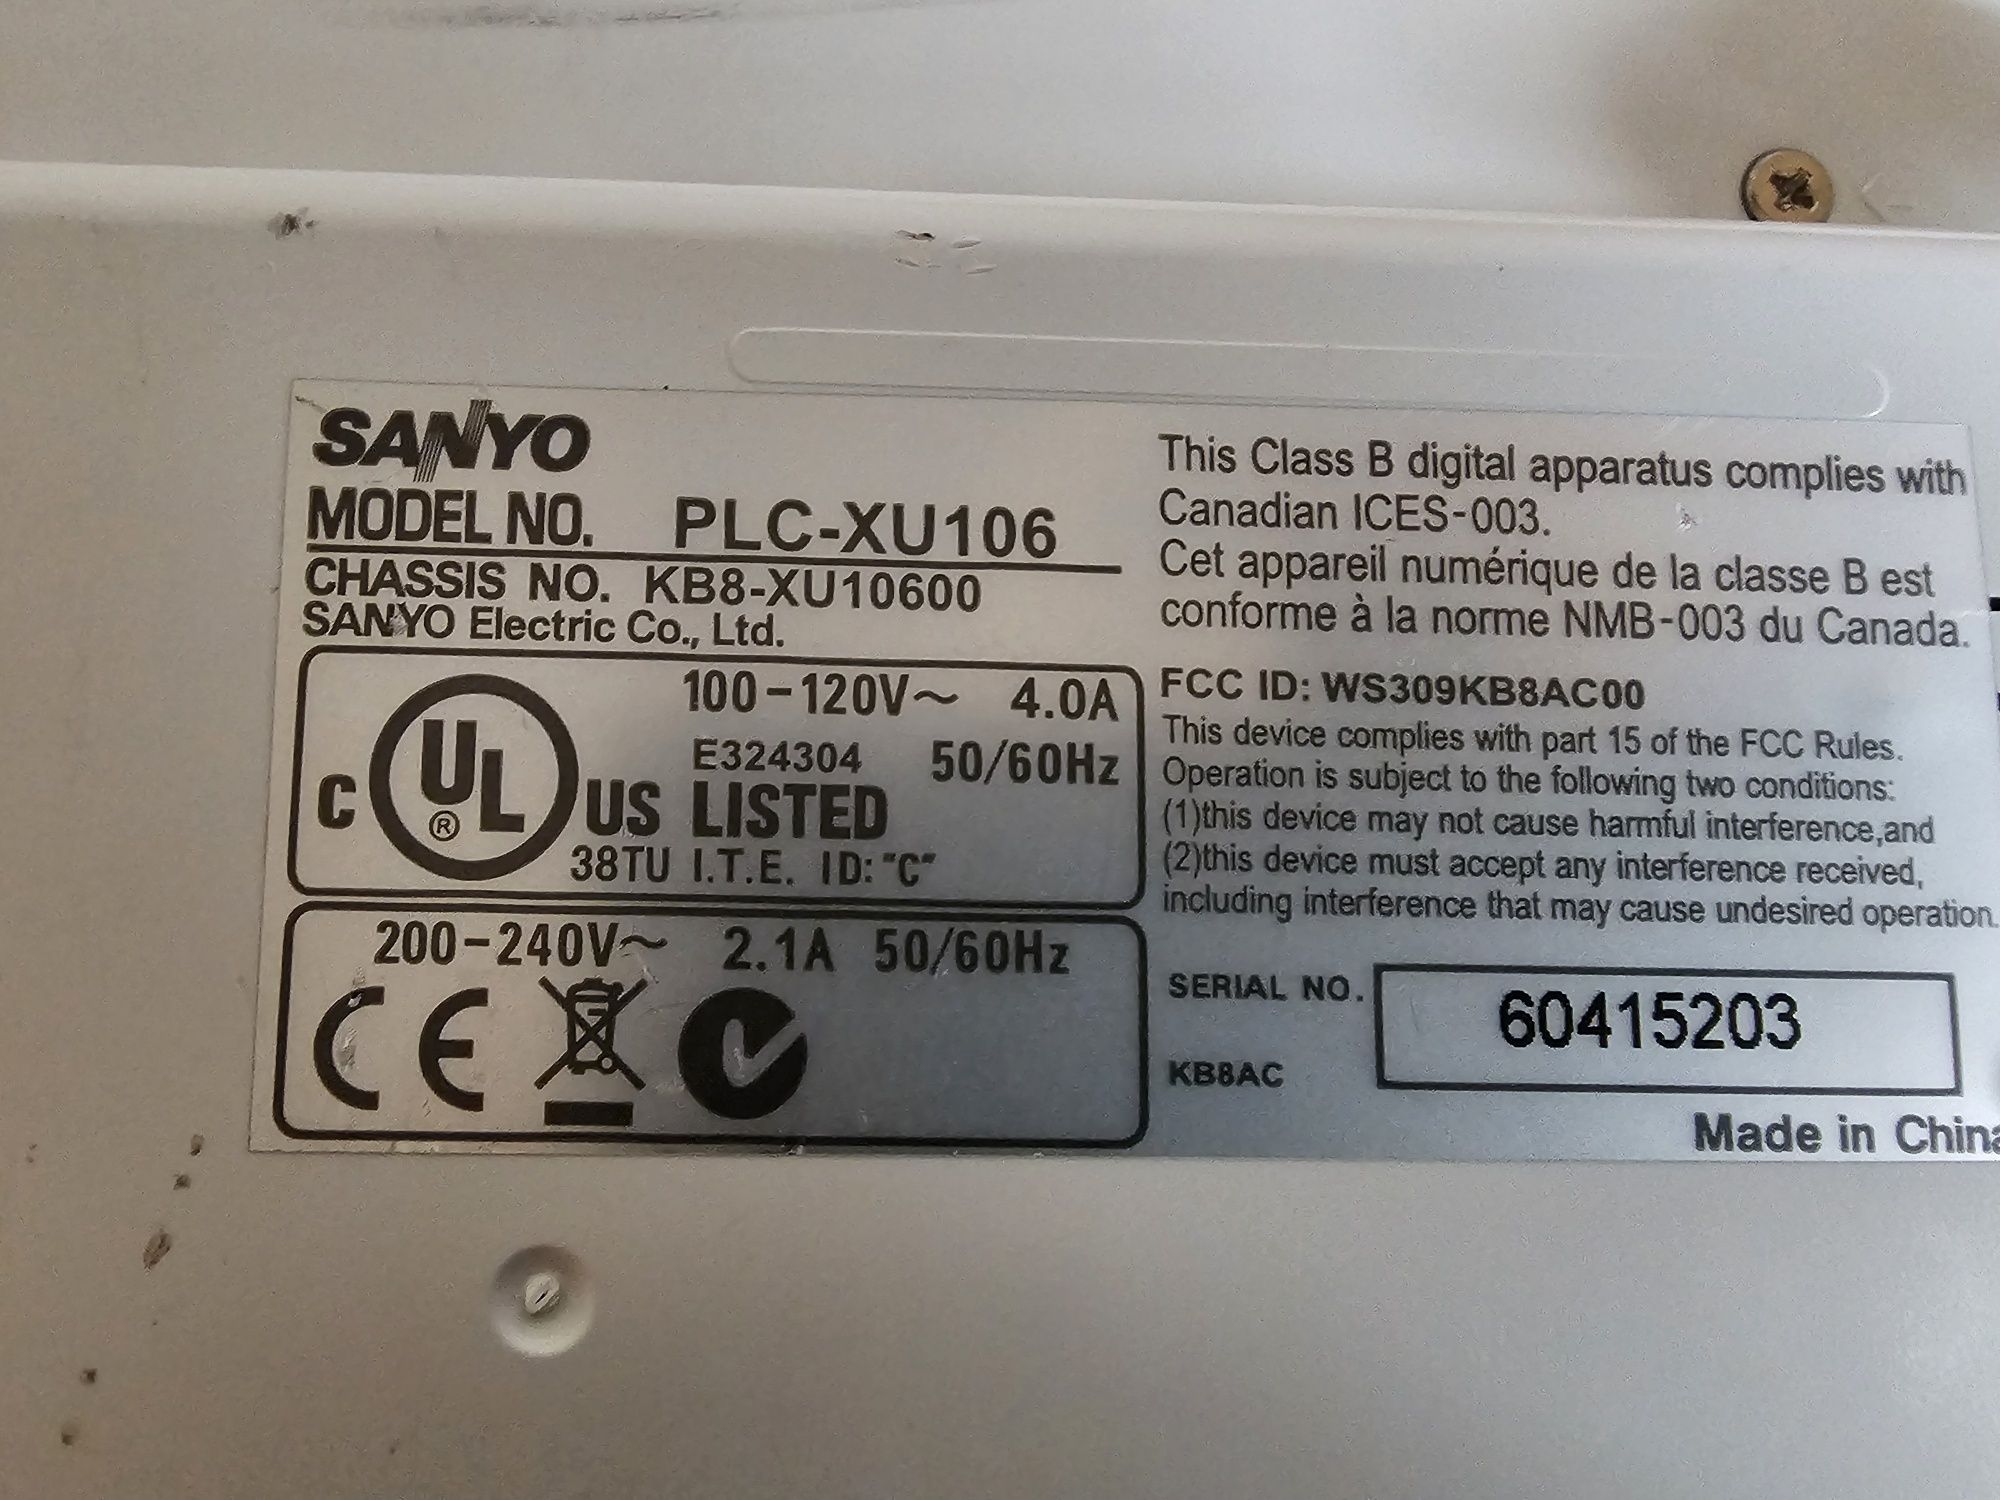 SANYO
MODEL NO. PLC-XU106
CHASSIS NO. KB8-XU10600
SANYO Electric Co., Ltd.
100-120V~ 4.0A
E324304 50/60Hz
C UL ® US LISTED
38TU I.T.E. ID: "C"
200-240V~ 2.1A 50/60Hz
CE
This Class B digital apparatus complies with
Canadian ICES-003.
Cet appareil numérique de la classe B est
conforme à la norme NMB-003 du Canada.
FCC ID: WS309KB8AC00
This device complies with part 15 of the FCC Rules.
Operation is subject to the following two conditions:
(1)this device may not cause harmful interference,and
(2)this device must accept any interference received,
including interference that may cause undesired operation.
SERIAL NO. 60415203
KB8AC
Made in China